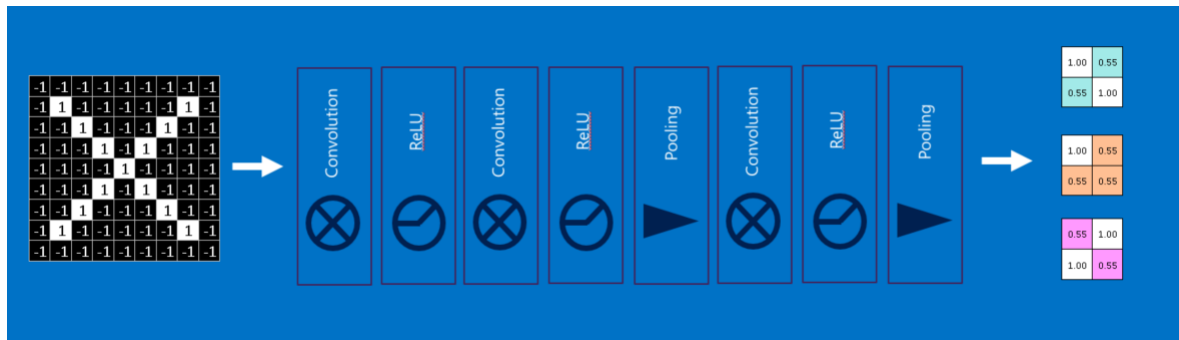 -1 -1 -1 -1 -1 -1 -1 -1 -1
-1 1 -1 -1 -1 -1 -1 1 -1
-1 -1 1 -1 -1 -1 1 -1 -1
-1 -1 -1 1 -1 1 -1 -1 -1
-1 -1 -1 -1 1 -1 -1 -1 -1
-1 -1 -1 1 -1 1 -1 -1 -1
-1 -1 1 -1 -1 -1 1 -1 -1
-1 1 -1 -1 -1 -1 -1 1 -1
-1 -1 -1 -1 -1 -1 -1 -1 -1
Convolution
ReLU
Convolution
ReLU
Pooling
Convolution
ReLU
Pooling
1.00 0.55
0.55 1.00
1.00 0.55
0.55 0.55
0.55 1.00
1.00 0.55